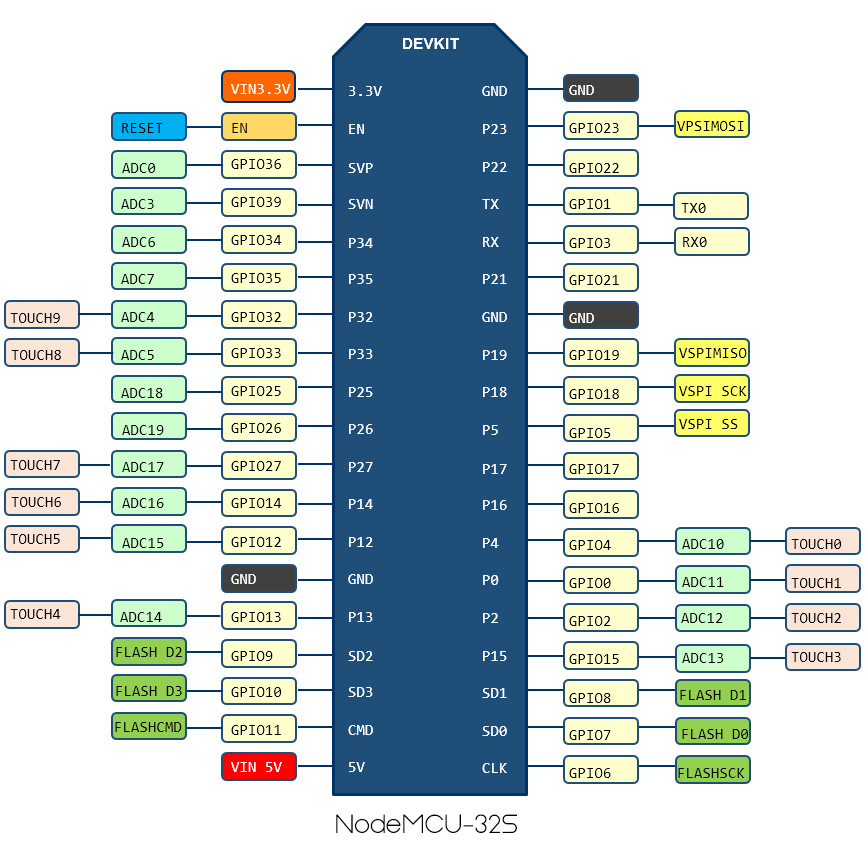 DEVKIT
VIN3.3V 3.3V GND GND
RESET EN EN P23 GPIO23 VPSIMOSI
ADC0 GPIO36 SVP P22 GPIO22
ADC3 GPIO39 SVN TX GPIO1 TX0
ADC6 GPIO34 P34 RX GPIO3 RX0
ADC7 GPIO35 P35 P21 GPIO21
TOUCH9 ADC4 GPIO32 P32 GND GND
TOUCH8 ADC5 GPIO33 P33 P19 GPIO19 VSPIMISO
ADC18 GPIO25 P25 P18 GPIO18 VSPI SCK
ADC19 GPIO26 P26 P5 GPIO5 VSPI SS
TOUCH7 ADC17 GPIO27 P27 P17 GPIO17
TOUCH6 ADC16 GPIO14 P14 P16 GPIO16
TOUCH5 ADC15 GPIO12 P12 P4 GPIO4 ADC10 TOUCH0
GND GND P0 GPIO0 ADC11 TOUCH1
TOUCH4 ADC14 GPIO13 P13 P2 GPIO2 ADC12 TOUCH2
FLASH D2 GPIO9 SD2 P15 GPIO15 ADC13 TOUCH3
FLASH D3 GPIO10 SD3 SD1 GPIO8 FLASH D1
FLASHCMD GPIO11 CMD SD0 GPIO7 FLASH D0
VIN 5V 5V CLK GPIO6 FLASHSCK
NodeMCU-32S